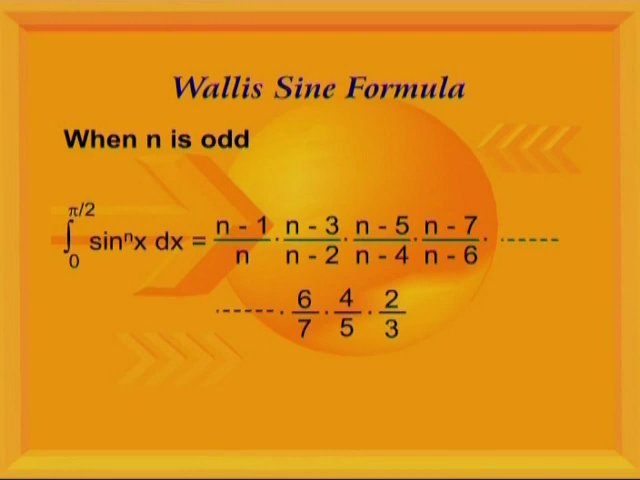 Wallis Sine Formula
When n is odd
∫₀^π/2 sinⁿx dx = (n - 1)/n · (n - 3)/(n - 2) · (n - 5)/(n - 4) · (n - 7)/(n - 6) · ------
------ · 6/7 · 4/5 · 2/3